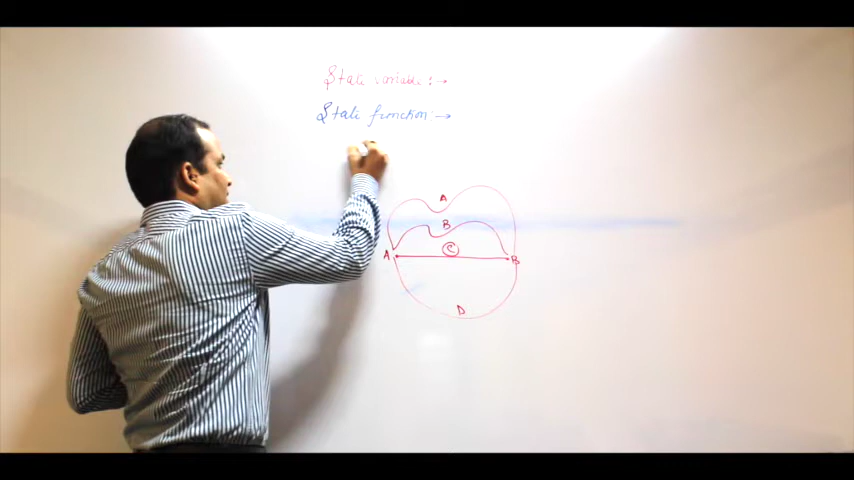 State variable :→
State function :→
A
B
A C B
D